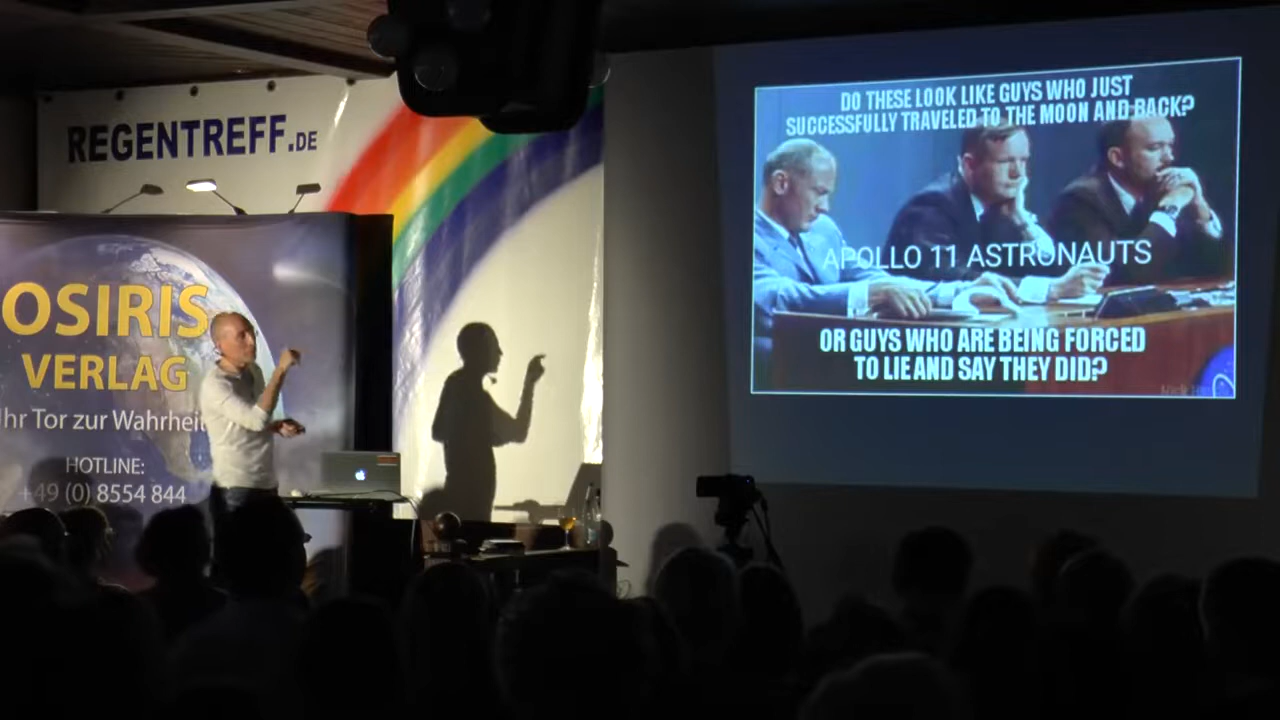 REGENTREFF.DE
OSIRIS
VERLAG
Ihr Tor zur Wahrheit
HOTLINE:
+49 (0) 8554 844
DO THESE LOOK LIKE GUYS WHO JUST
SUCCESSFULLY TRAVELED TO THE MOON AND BACK?
APOLLO 11 ASTRONAUTS
OR GUYS WHO ARE BEING FORCED
TO LIE AND SAY THEY DID?